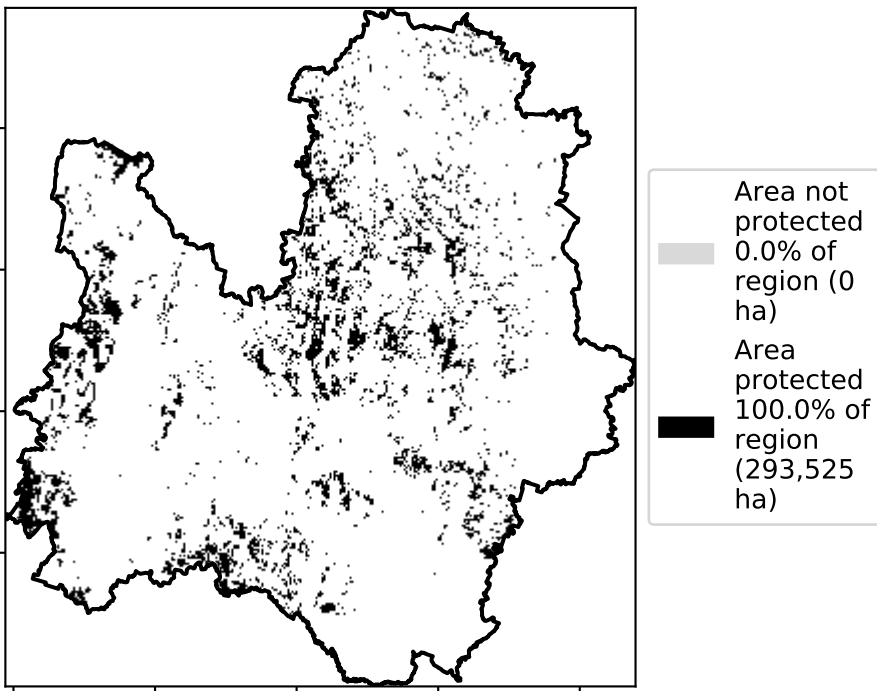 Area not
protected
0.0% of
region (0
ha)
Area
protected
100.0% of
region
(293,525
ha)